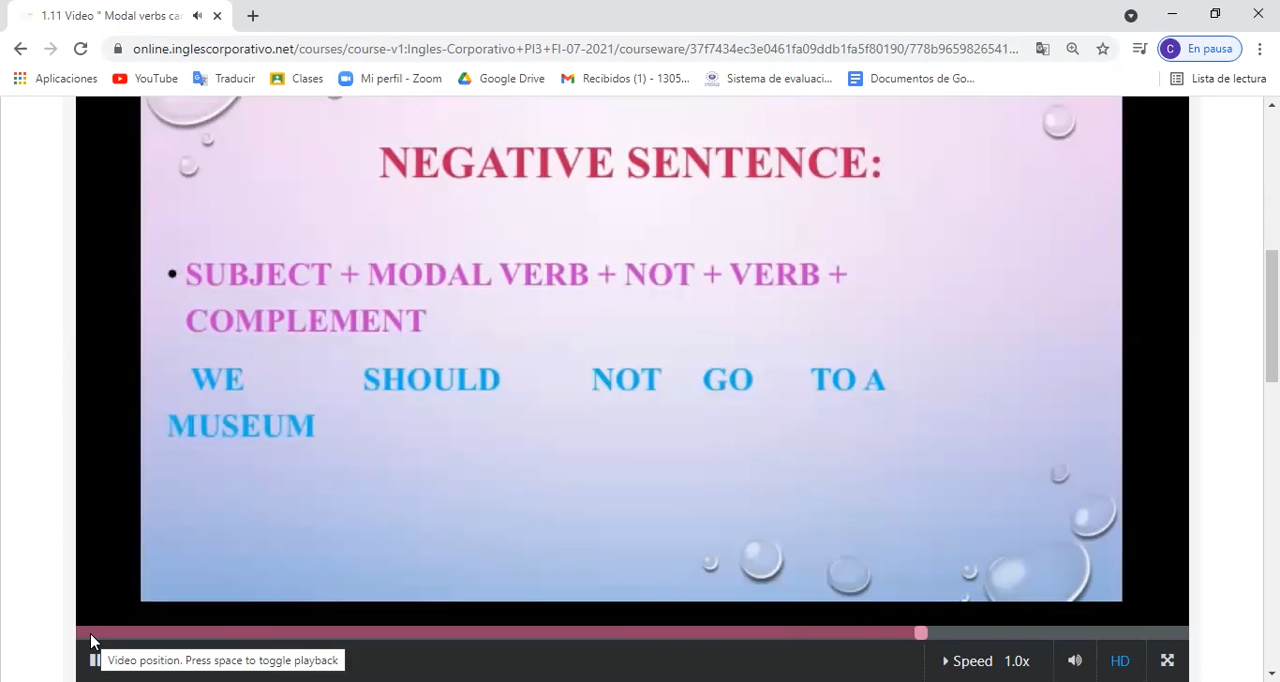 1.11 Video " Modal verbs ca
online.inglescorporativo.net/courses/course-v1:Ingles-Corporativo+PI3+FI-07-2021/courseware/37f7434ec3e0461fa09ddb1fa5f80190/778b9659826541...
C En pausa
Aplicaciones YouTube Traducir Clases Mi perfil - Zoom Google Drive Recibidos (1) - 1305... Sistema de evaluaci... Documentos de Go... Lista de lectura
NEGATIVE SENTENCE:
• SUBJECT + MODAL VERB + NOT + VERB +
COMPLEMENT
WE SHOULD NOT GO TO A
MUSEUM
Video position. Press space to toggle playback
Speed 1.0x HD